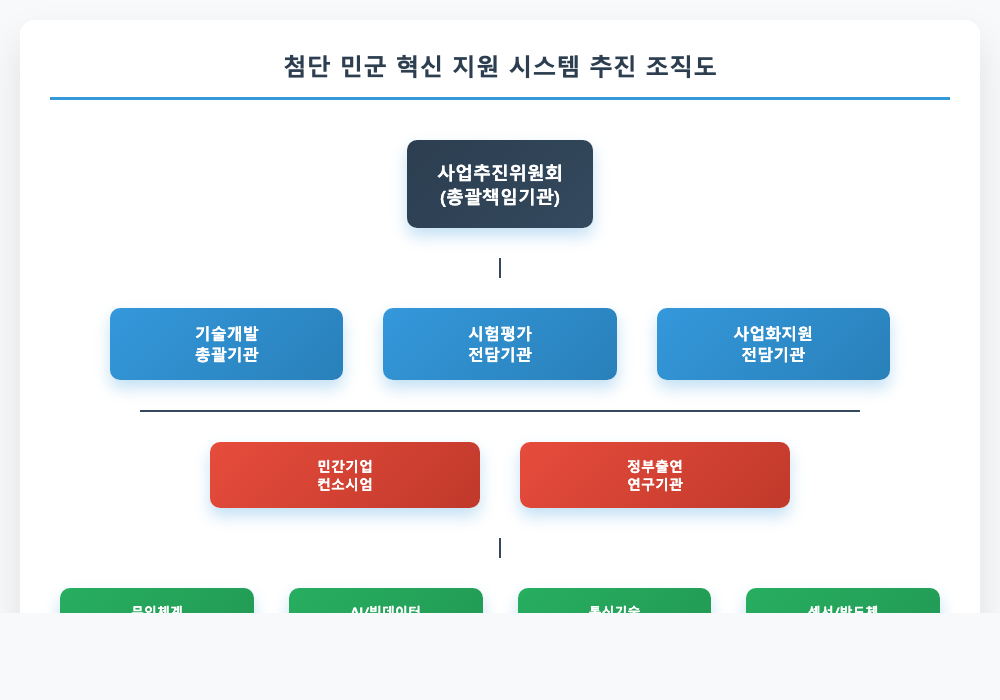 첨단 민군 혁신 지원 시스템 추진 조직도
사업추진위원회
(총괄책임기관)
기술개발
총괄기관
시험평가
전담기관
사업화지원
전담기관
민간기업
컨소시엄
정부출연
연구기관
무인체계
AI/빅데이터
통신기술
센서/반도체